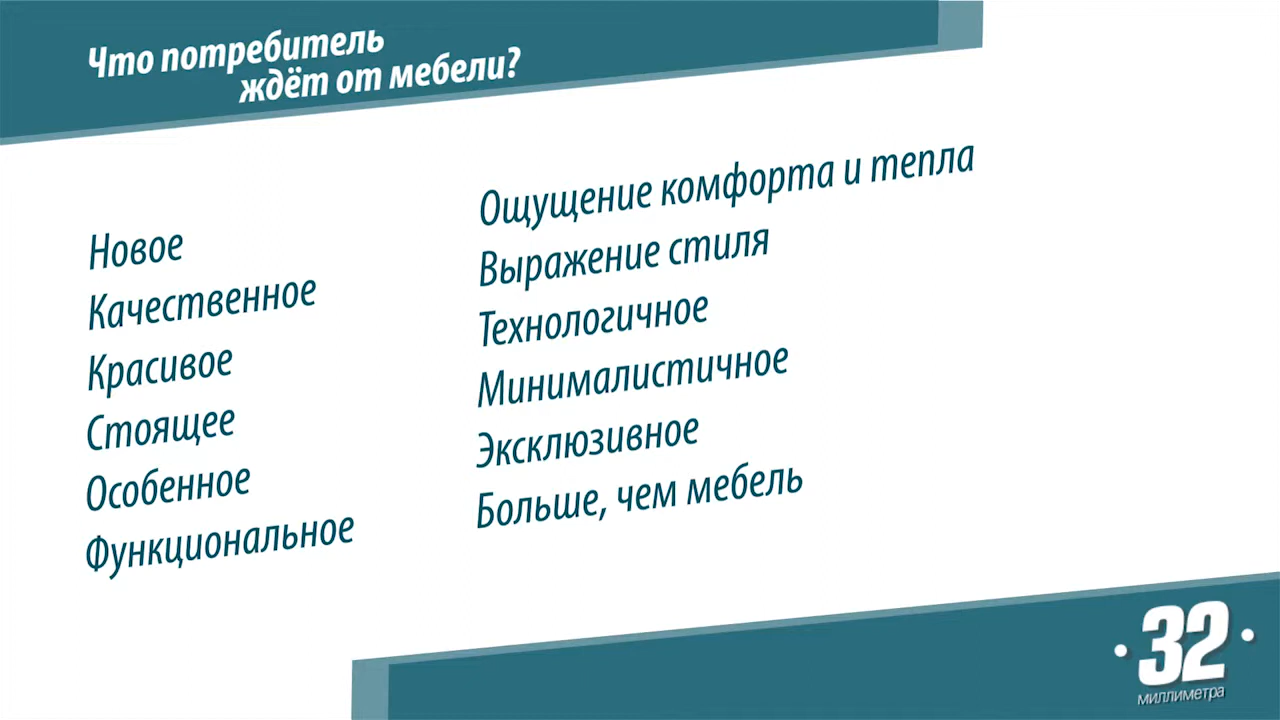 Что потребитель
ждёт от мебели?
Новое
Качественное
Красивое
Стоящее
Особенное
Функциональное
Ощущение комфорта и тепла
Выражение стиля
Технологичное
Минималистичное
Эксклюзивное
Больше, чем мебель
• 32 •
миллиметра